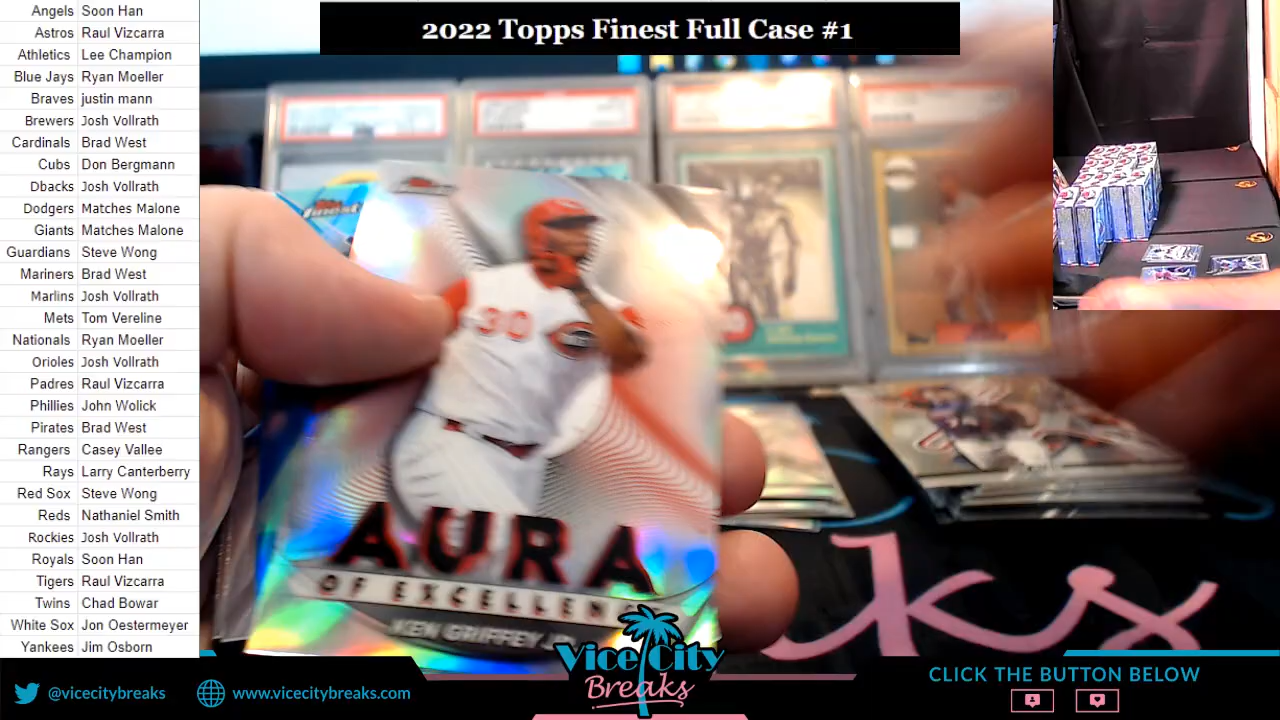 2022 Topps Finest Full Case #1
Angels Soon Han
Astros Raul Vizcarra
Athletics Lee Champion
Blue Jays Ryan Moeller
Braves justin mann
Brewers Josh Vollrath
Cardinals Brad West
Cubs Don Bergmann
Dbacks Josh Vollrath
Dodgers Matches Malone
Giants Matches Malone
Guardians Steve Wong
Mariners Brad West
Marlins Josh Vollrath
Mets Tom Vereline
Nationals Ryan Moeller
Orioles Josh Vollrath
Padres Raul Vizcarra
Phillies John Wolick
Pirates Brad West
Rangers Casey Vallee
Rays Larry Canterberry
Red Sox Steve Wong
Reds Nathaniel Smith
Rockies Josh Vollrath
Royals Soon Han
Tigers Raul Vizcarra
Twins Chad Bowar
White Sox Jon Oestermeyer
Yankees Jim Osborn
Finest
30
AURA
OF EXCELLENC
KEN GRIFFEY JR
ks
Vice City
Breaks
@vicecitybreaks
www.vicecitybreaks.com
CLICK THE BUTTON BELOW